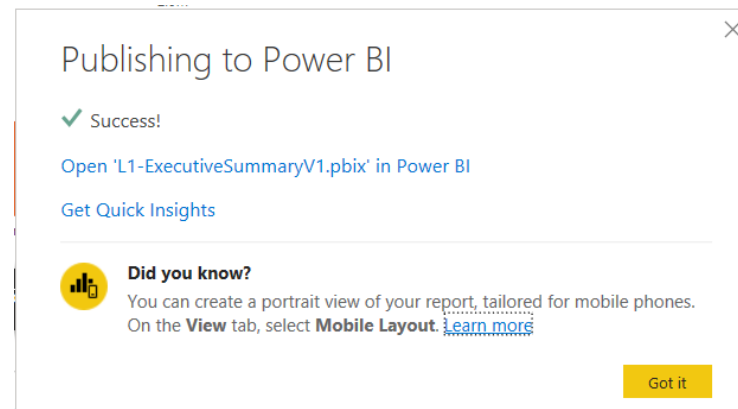 Publishing to Power BI
Success!
Open 'L1-ExecutiveSummaryV1.pbix' in Power BI
Get Quick Insights
Did you know?
You can create a portrait view of your report, tailored for mobile phones.
On the View tab, select Mobile Layout. Learn more
Got it